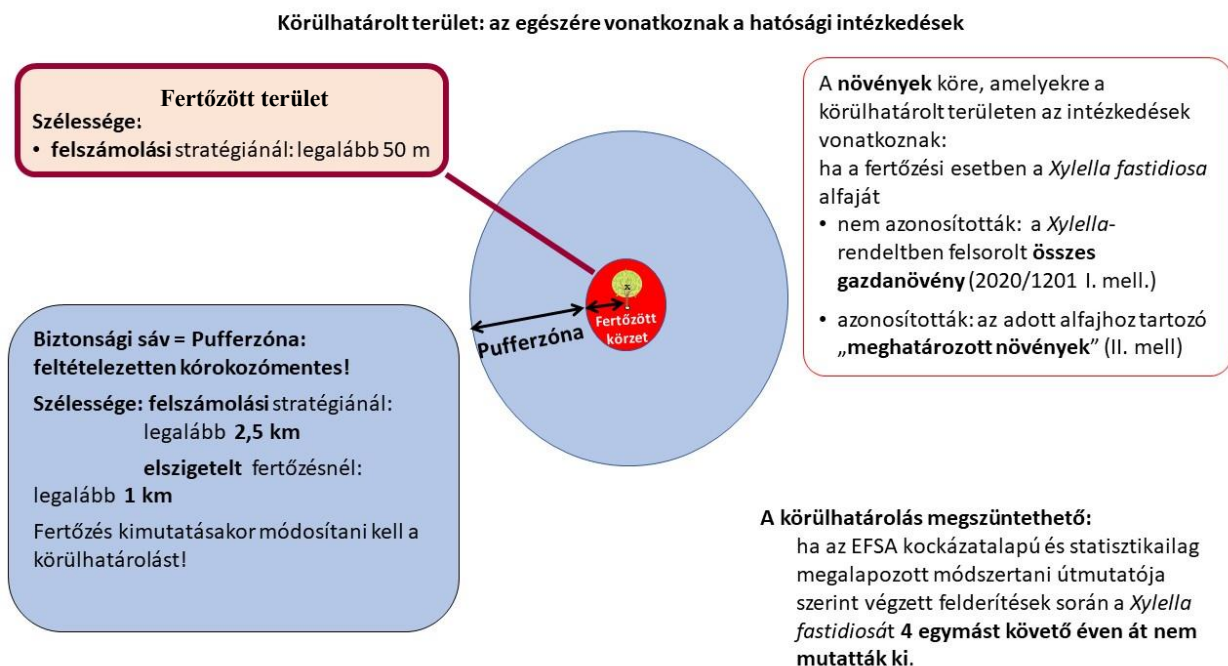 Körülhatárolt terület: az egészére vonatkoznak a hatósági intézkedések
Fertőzött terület
Szélessége:
• felszámolási stratégiánál: legalább 50 m
A növények köre, amelyekre a
körülhatárolt területen az intézkedések
vonatkoznak:
ha a fertőzési esetben a Xylella fastidiosa
alfaját
• nem azonosították: a Xylella-
rendeltben felsorolt összes
gazdanövény (2020/1201 I. mell.)
• azonosították: az adott alfajhoz tartozó
„meghatározott növények” (II. mell)
x
Pufferzóna
Fertőzött
körzet
Biztonsági sáv = Pufferzóna:
feltételezetten kórokozómentes!
Szélessége: felszámolási stratégiánál:
legalább 2,5 km
elszigetelt fertőzésnél:
legalább 1 km
Fertőzés kimutatásakor módosítani kell a
körülhatárolást!
A körülhatárolás megszüntethető:
ha az EFSA kockázatalapú és statisztikailag
megalapozott módszertani útmutatója
szerint végzett felderítések során a Xylella
fastidiosát 4 egymást követő éven át nem
mutatták ki.